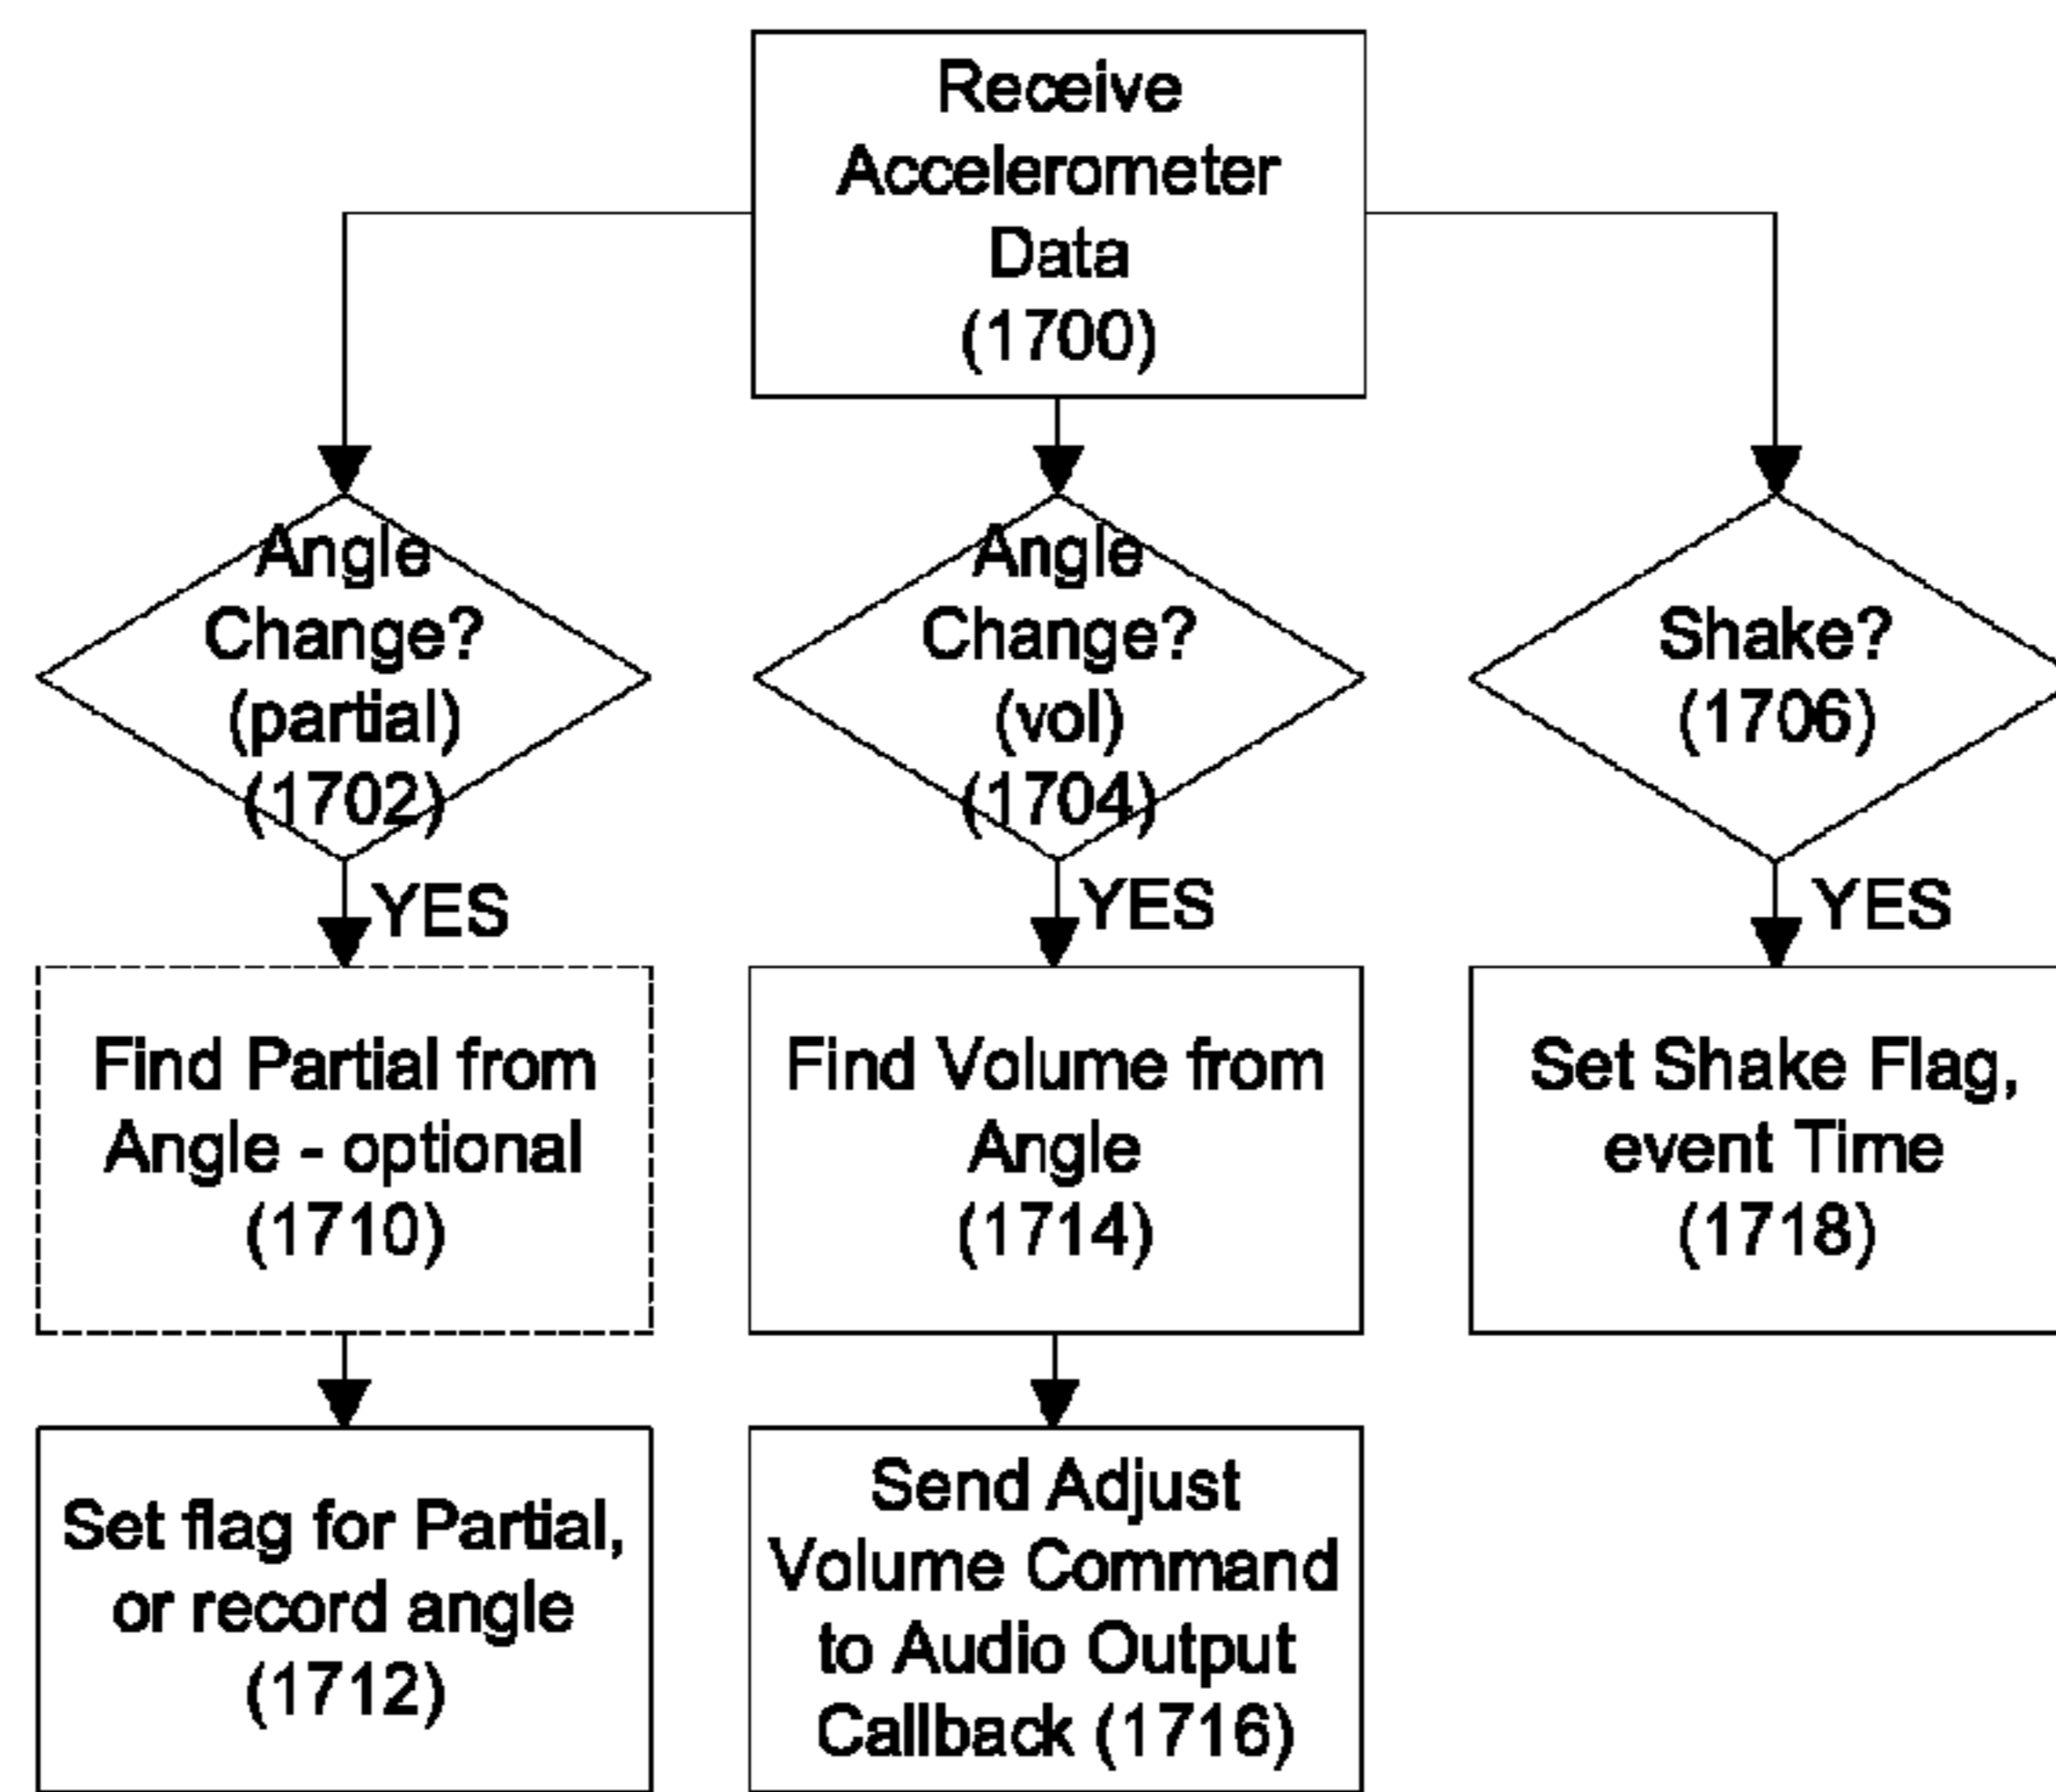 Receive
Accelerometer
Data
(1700)
Angle
Change?
(partial)
(1702)
Angle
Change?
(vol)
(1704)
Shake?
(1706)
YES
YES
YES
Find Partial from
Angle - optional
(1710)
Find Volume from
Angle
(1714)
Set Shake Flag,
event Time
(1718)
Set flag for Partial,
or record angle
(1712)
Send Adjust
Volume Command
to Audio Output
Callback (1716)